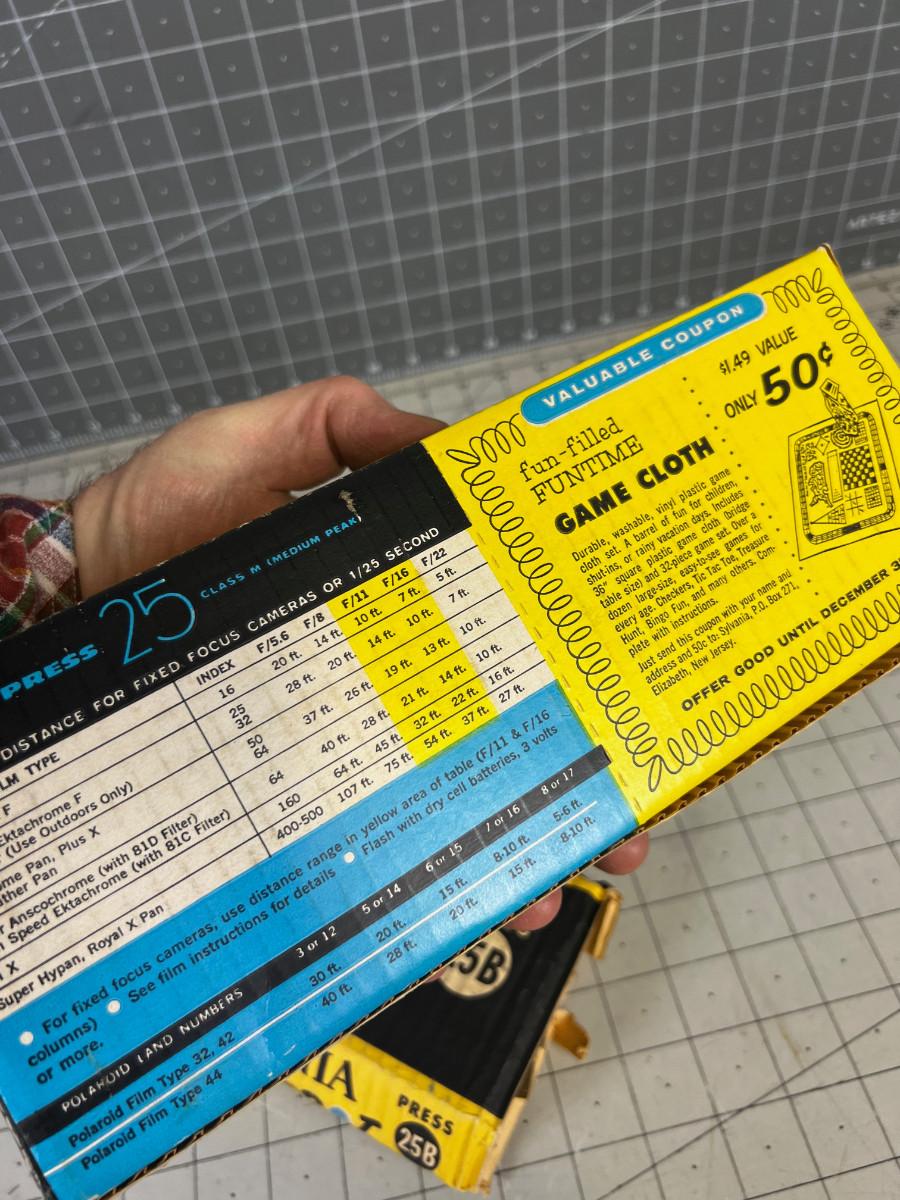 PRESS 25 CLASS M (MEDIUM PEAK)
DISTANCE FOR FIXED FOCUS CAMERAS OR 1/25 SECOND
LM TYPE INDEX F/5.6 F/8 F/11 F/16 F/22
F 16 20 ft. 14 ft. 10 ft. 7 ft. 5 ft.
Ektachrome F 25
(Use Outdoors Only) 32 28 ft. 20 ft. 14 ft. 10 ft. 7 ft.
ome Pan, Plus X 50
ther Pan 64 37 ft. 26 ft. 19 ft. 13 ft. 10 ft.
r Anscochrome (with 81D Filter)
h Speed Ektachrome (with 81C Filter) 64 40 ft. 28 ft. 21 ft. 14 ft. 10 ft.
i X 160 64 ft. 45 ft. 32 ft. 22 ft. 16 ft.
Super Hypan, Royal X Pan 400-500 107 ft. 75 ft. 54 ft. 37 ft. 27 ft.
● For fixed focus cameras, use distance range in yellow area of table (F/11 & F/16
columns) ● See film instructions for details ● Flash with dry cell batteries, 3 volts
or more.
POLAROID LAND NUMBERS 3 or 12 5 or 14 6 or 15 7 or 16 8 or 17
Polaroid Film Type 32, 42 30 ft. 20 ft. 15 ft. 8-10 ft. 5-6 ft.
Polaroid Film Type 44 40 ft. 28 ft. 20 ft. 15 ft. 8-10 ft.
VALUABLE COUPON
fun-filled
FUNTIME
GAME CLOTH
$1.49 VALUE
ONLY 50¢
Durable, washable, vinyl plastic game
cloth set. A barrel of fun for children,
shut-ins, or rainy vacation days. Includes
36" square plastic game cloth (bridge
table size) and 32-piece game set. Over a
dozen large-size, easy-to-see games for
every age. Checkers, Tic Tac Toe, Treasure
Hunt, Bingo Fun, and many others. Com-
plete with instructions.
Just send this coupon with your name and
address and 50c to: Sylvania, P.O. Box 271,
Elizabeth, New Jersey.
OFFER GOOD UNTIL DECEMBER 3
25B
IA
PRESS
25B